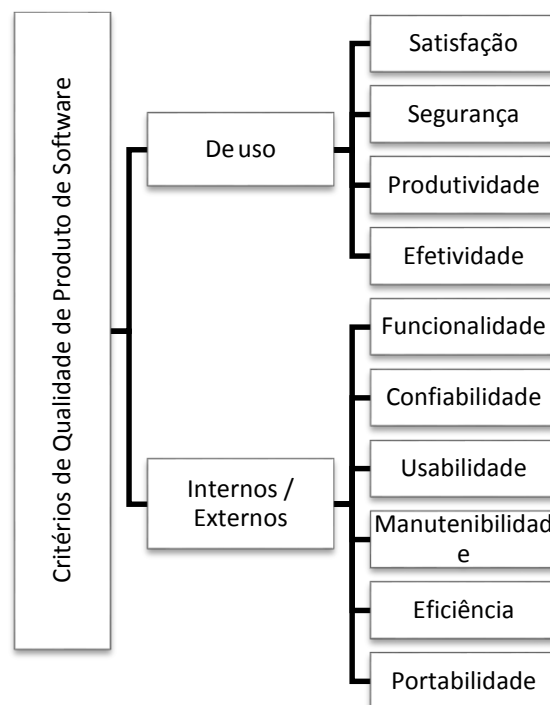 Critérios de Qualidade de Produto de Software
De uso
Satisfação
Segurança
Produtividade
Efetividade
Internos /
Externos
Funcionalidade
Confiabilidade
Usabilidade
Manutenibilidad
e
Eficiência
Portabilidade